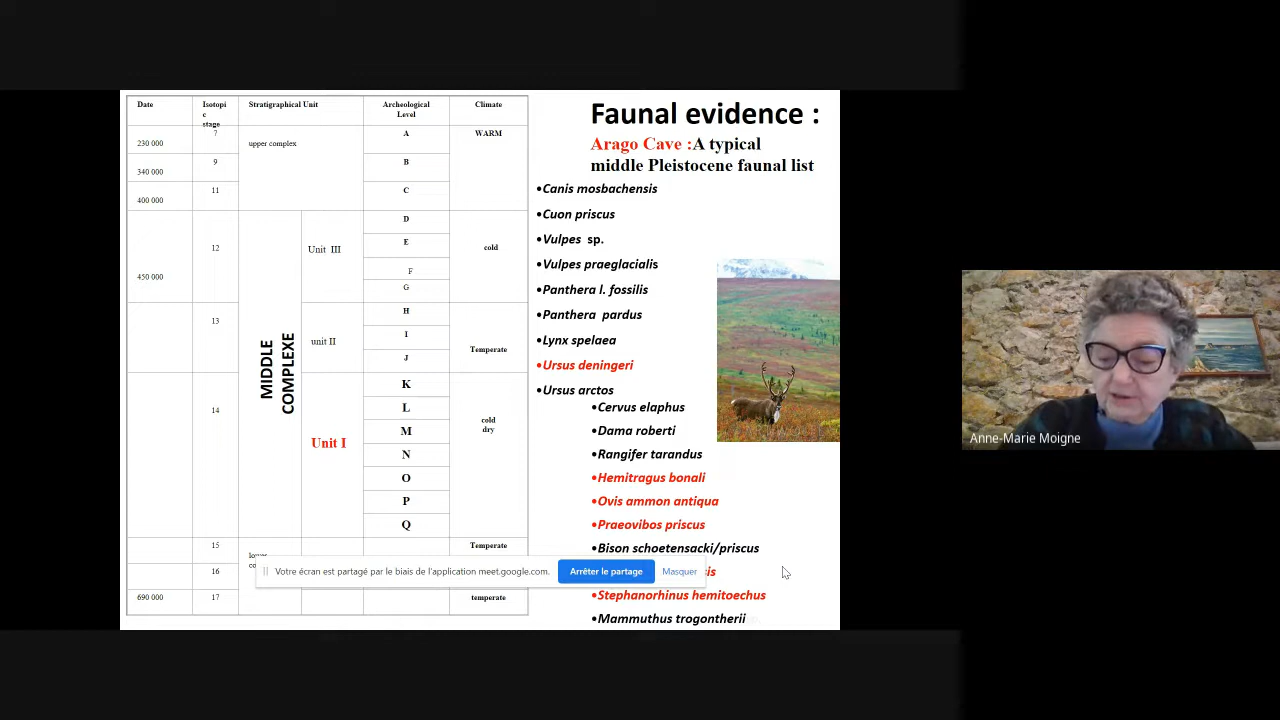 Date
Isotopi
c
stage
Stratigraphical Unit
Archeological
Level
Climate
7
230 000
upper complex
A
WARM
9
340 000
B
11
400 000
C
12
450 000
Unit III
D
E
F
G
cold
13
unit II
H
I
J
Temperate
MIDDLE
COMPLEXE
14
Unit I
K
L
M
N
O
P
Q
cold
dry
15
Temperate
16
690 000
17
temperate
Faunal evidence :
Arago Cave :A typical
middle Pleistocene faunal list
•Canis mosbachensis
•Cuon priscus
•Vulpes sp.
•Vulpes praeglacialis
•Panthera l. fossilis
•Panthera pardus
•Lynx spelaea
•Ursus deningeri
•Ursus arctos
•Cervus elaphus
•Dama roberti
•Rangifer tarandus
•Hemitragus bonali
•Ovis ammon antiqua
•Praeovibos priscus
•Bison schoetensacki/priscus
•Stephanorhinus hemitoechus
•Mammuthus trogontherii
Votre écran est partagé par le biais de l'application meet.google.com.
Arrêter le partage
Masquer
Anne-Marie Moigne